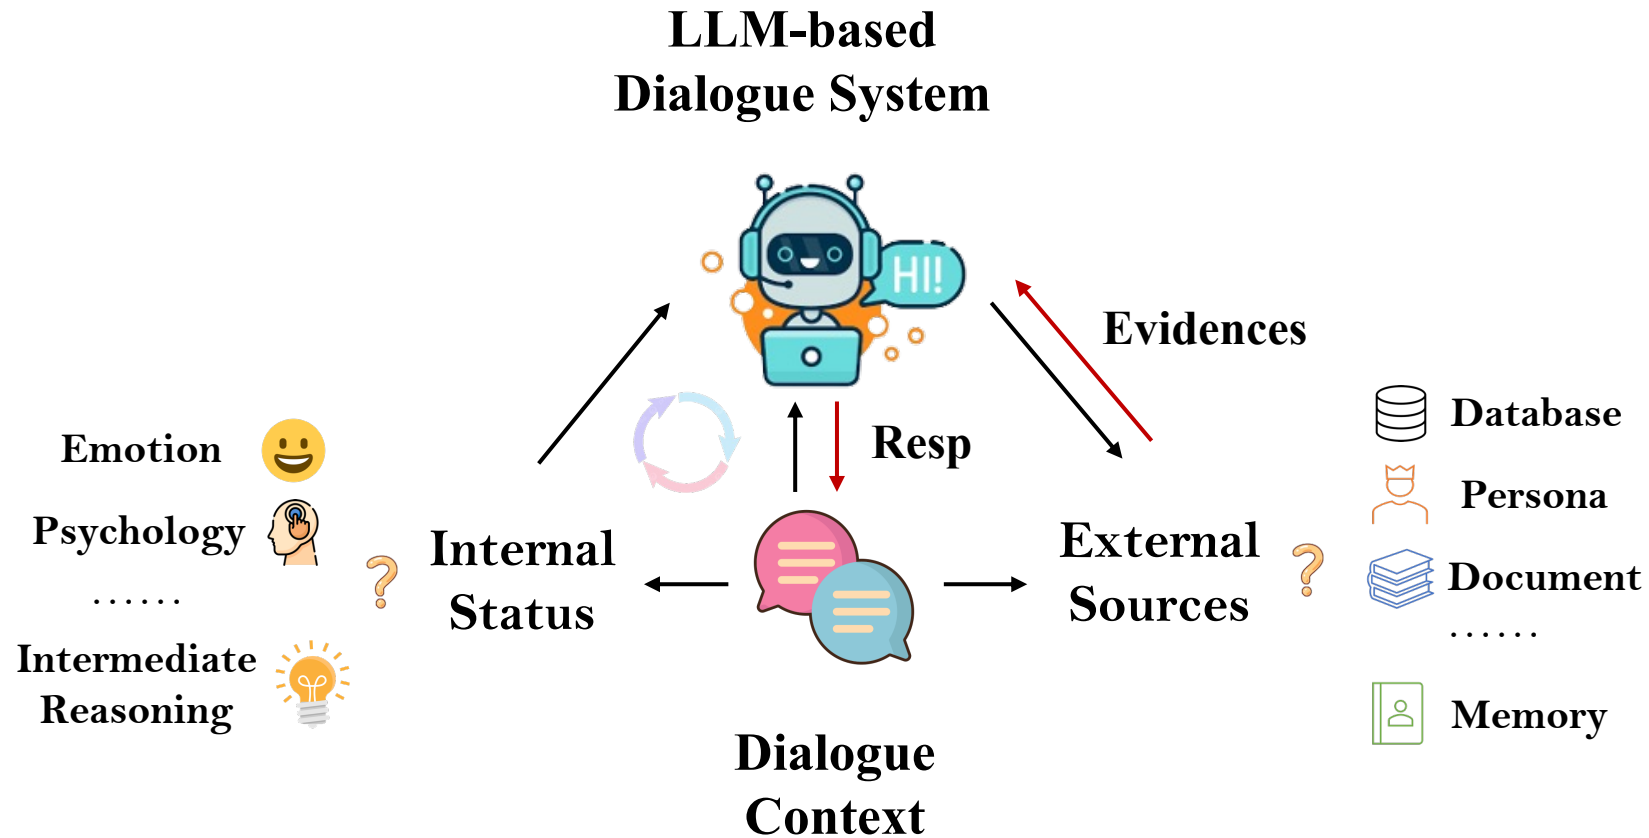 LLM-based
Dialogue System
HI!
Evidences
Resp
Emotion
Psychology
......
Intermediate
Reasoning
?
Internal
Status
External
Sources
?
Database
Persona
Document
......
Memory
Dialogue
Context